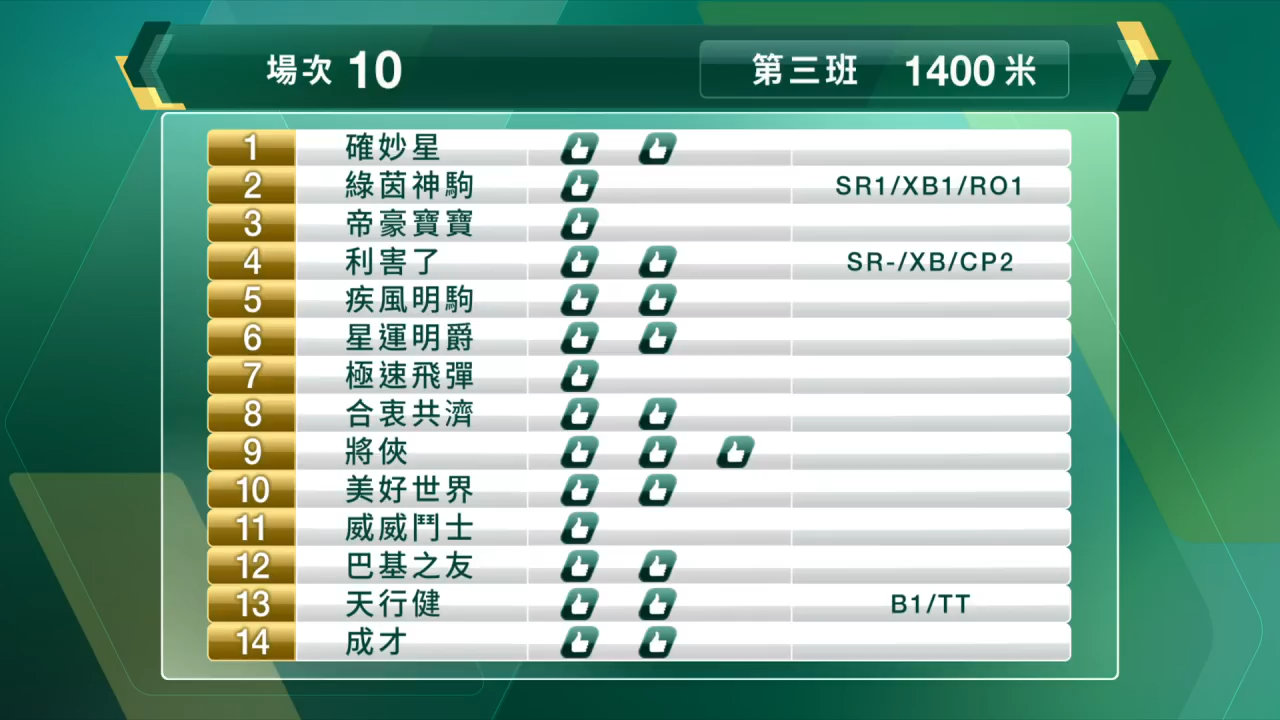 場次 10 第三班 1400 米
1 確妙星
2 綠茵神駒 SR1/XB1/RO1
3 帝豪寶寶
4 利害了 SR-/XB/CP2
5 疾風明駒
6 星運明爵
7 極速飛彈
8 合衷共濟
9 將俠
10 美好世界
11 威威鬥士
12 巴基之友
13 天行健 B1/TT
14 成才